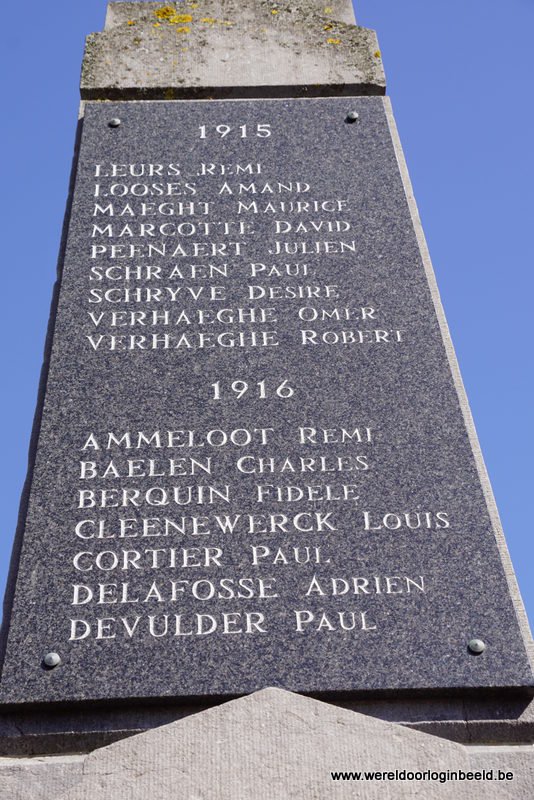 1915
LEURS REMI
LOOSES AMAND
MAEGHT MAURICE
MARCOTTE DAVID
PEENAERT JULIEN
SCHRAEN PAUL
SCHRYVE DESIRE
VERHAEGHE OMER
VERHAEGHE ROBERT
1916
AMMELOOT REMI
BAELEN CHARLES
BERQUIN FIDELE
CLEENEWERCK LOUIS
CORTIER PAUL
DELAFOSSE ADRIEN
DEVULDER PAUL
www.wereldoorloginbeeld.be